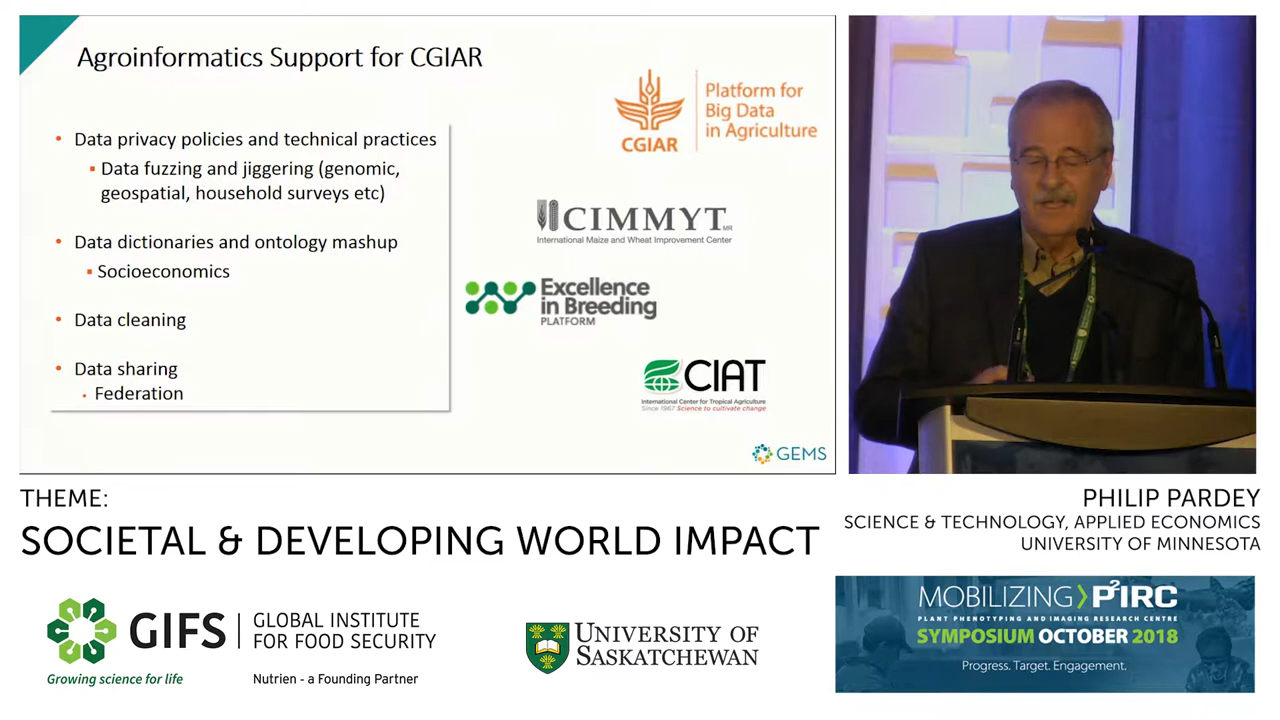 Agroinformatics Support for CGIAR
• Data privacy policies and technical practices
▪ Data fuzzing and jiggering (genomic,
geospatial, household surveys etc)
• Data dictionaries and ontology mashup
▪ Socioeconomics
• Data cleaning
• Data sharing
• Federation
CGIAR
Platform for
Big Data
in Agriculture
CIMMYT MR
International Maize and Wheat Improvement Center
Excellence
in Breeding
PLATFORM
CIAT
International Center for Tropical Agriculture
Since 1967 Science to cultivate change
GEMS
THEME:
SOCIETAL & DEVELOPING WORLD IMPACT
PHILIP PARDEY
SCIENCE & TECHNOLOGY, APPLIED ECONOMICS
UNIVERSITY OF MINNESOTA
GIFS
GLOBAL INSTITUTE
FOR FOOD SECURITY
Growing science for life
Nutrien - a Founding Partner
UNIVERSITY OF
SASKATCHEWAN
MOBILIZING P²IRC
PLANT PHENOTYPING AND IMAGING RESEARCH CENTRE
SYMPOSIUM OCTOBER 2018
Progress. Target. Engagement.